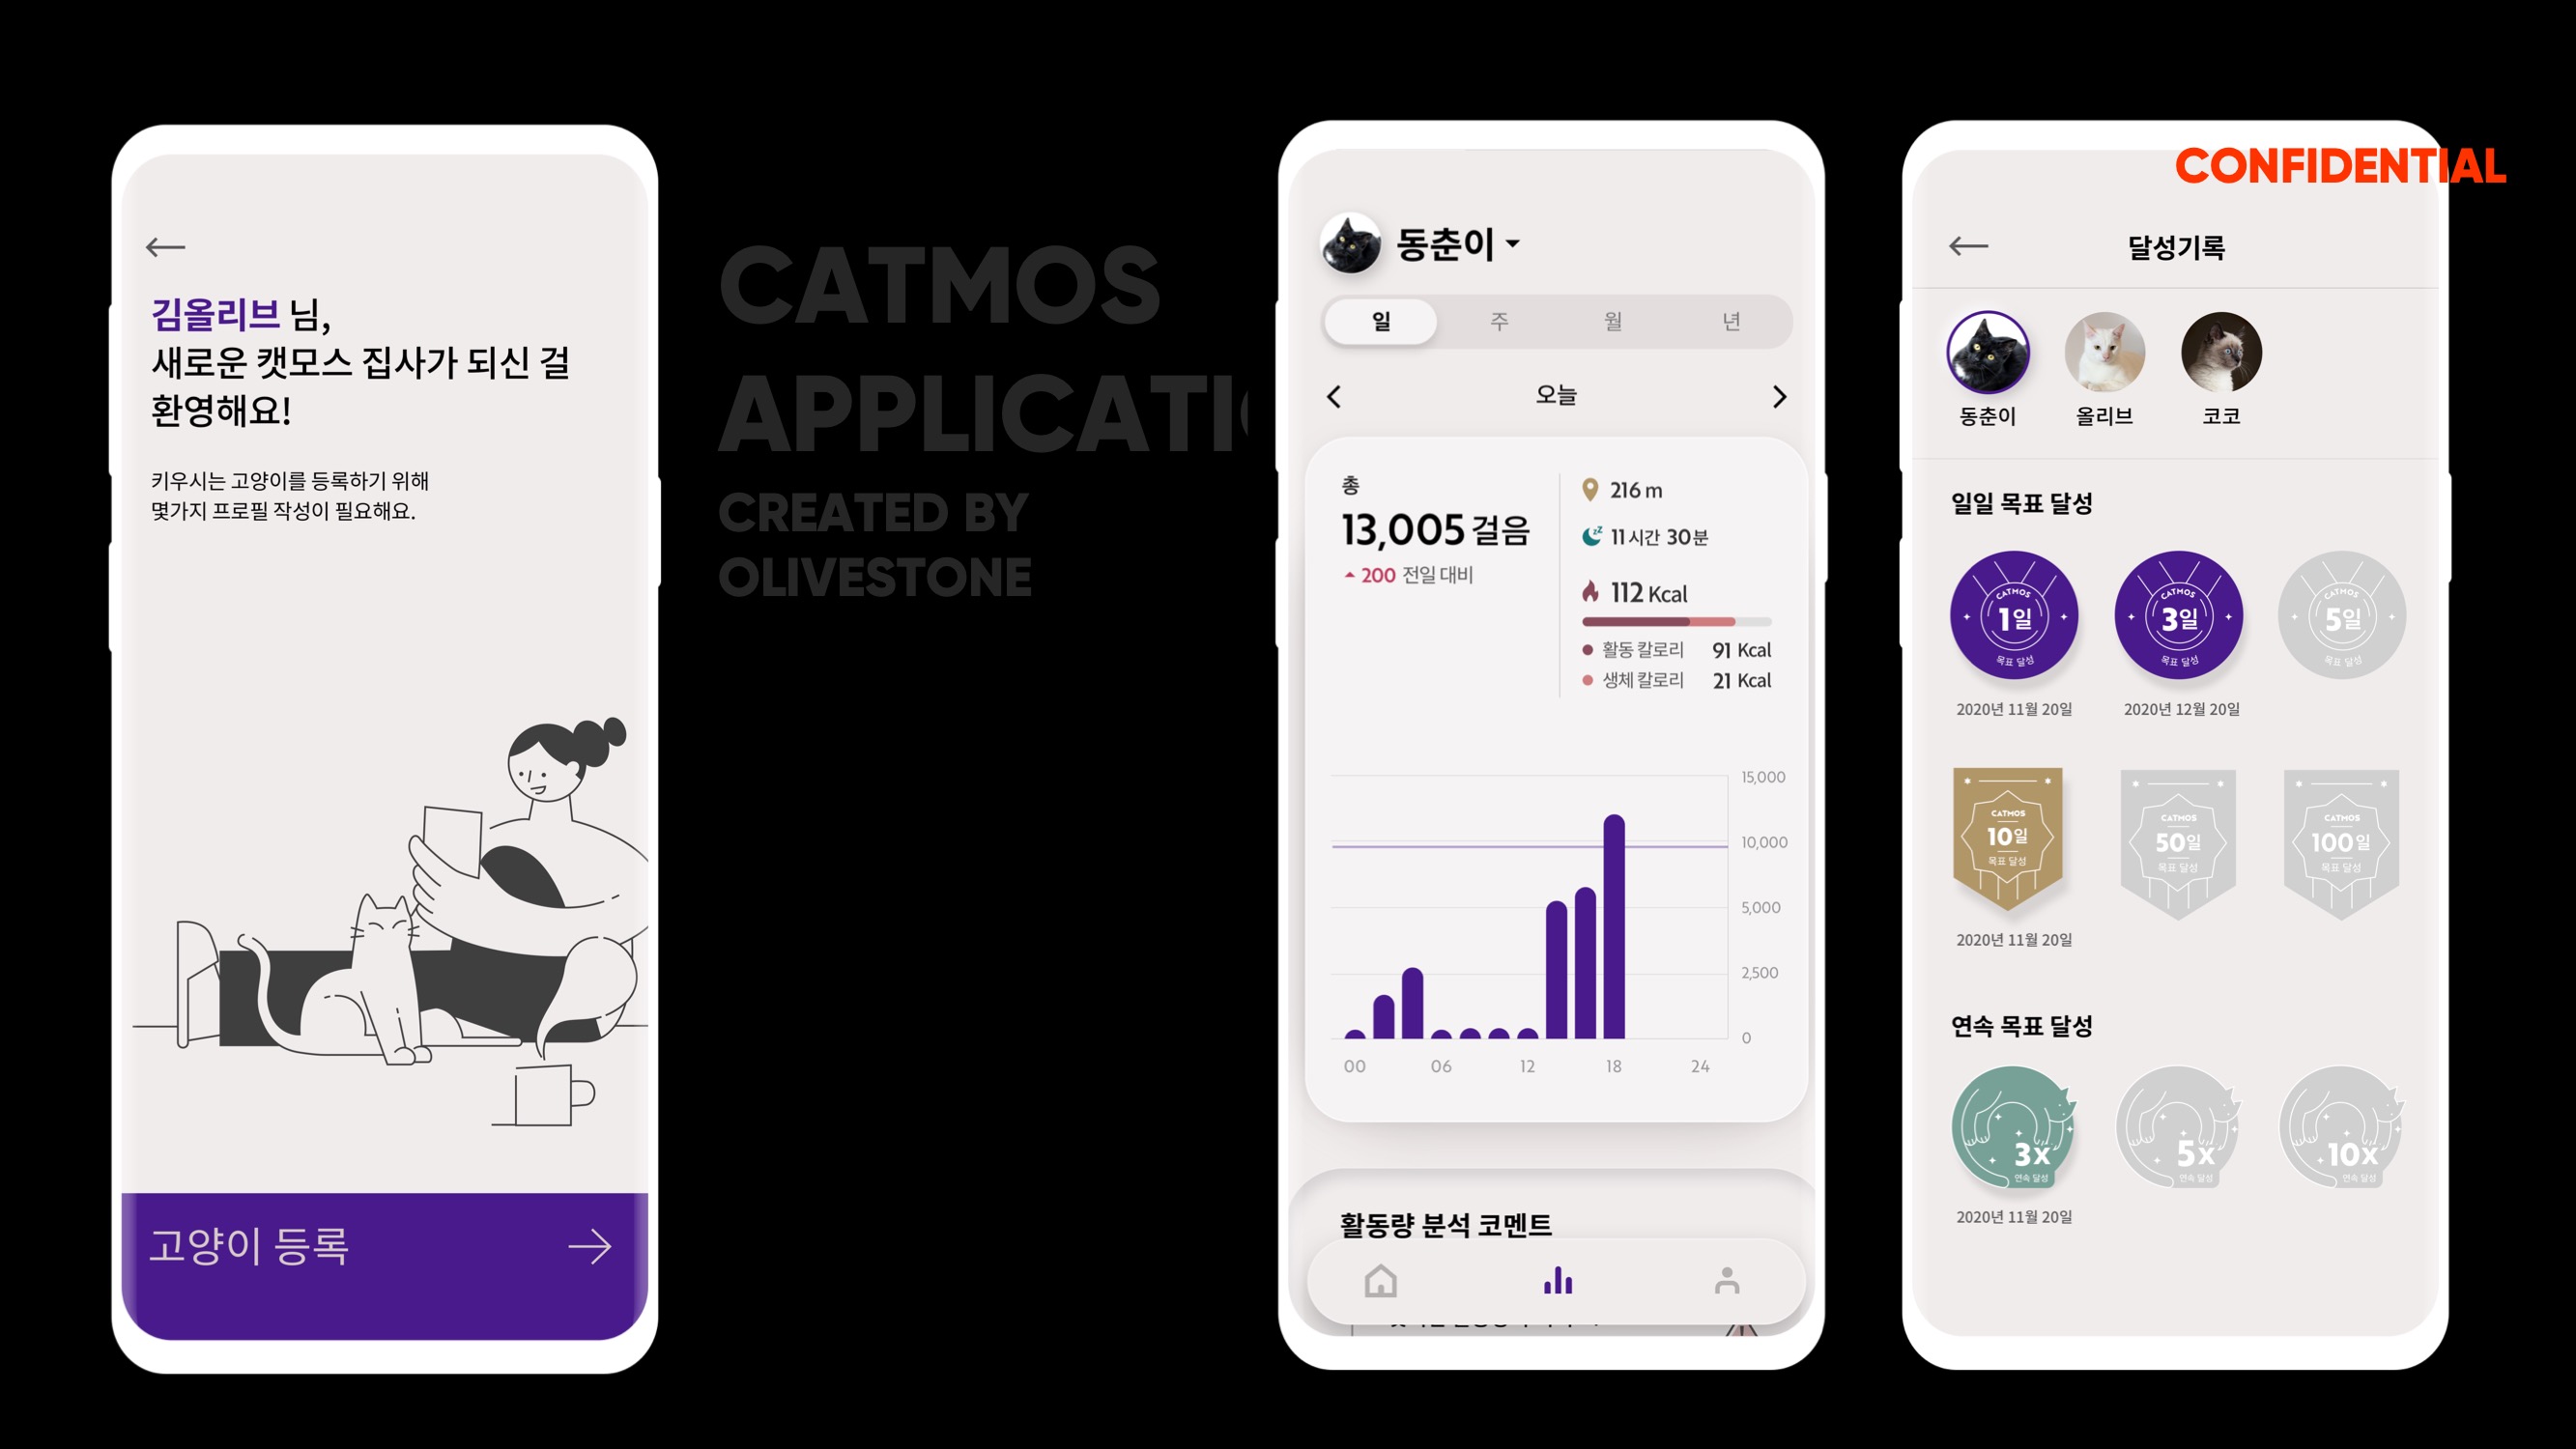 CONFIDENTIAL
김올리브 님,
새로운 캣모스 집사가 되신 걸
환영해요!
키우시는 고양이를 등록하기 위해
몇가지 프로필 작성이 필요해요.
고양이 등록
CATMOS
CREATED BY
OLIVESTONE
동춘이
일 주 월 년
오늘
총
13,005 걸음
200 전일 대비
216 m
11시간 30분
112 Kcal
활동 칼로리 91 Kcal
생체 칼로리 21 Kcal
15,000
10,000
5,000
2,500
0
00 06 12 18 24
활동량 분석 코멘트
달성기록
동춘이 올리브 코코
일일 목표 달성
CATMOS
1일
목표 달성
CATMOS
3일
목표 달성
CATMOS
5일
목표 달성
2020년 11월 20일 2020년 12월 20일
CATMOS
10일
목표 달성
CATMOS
50일
목표 달성
CATMOS
100일
목표 달성
2020년 11월 20일
연속 목표 달성
3x
연속 달성
5x
연속 달성
10x
연속 달성
2020년 11월 20일